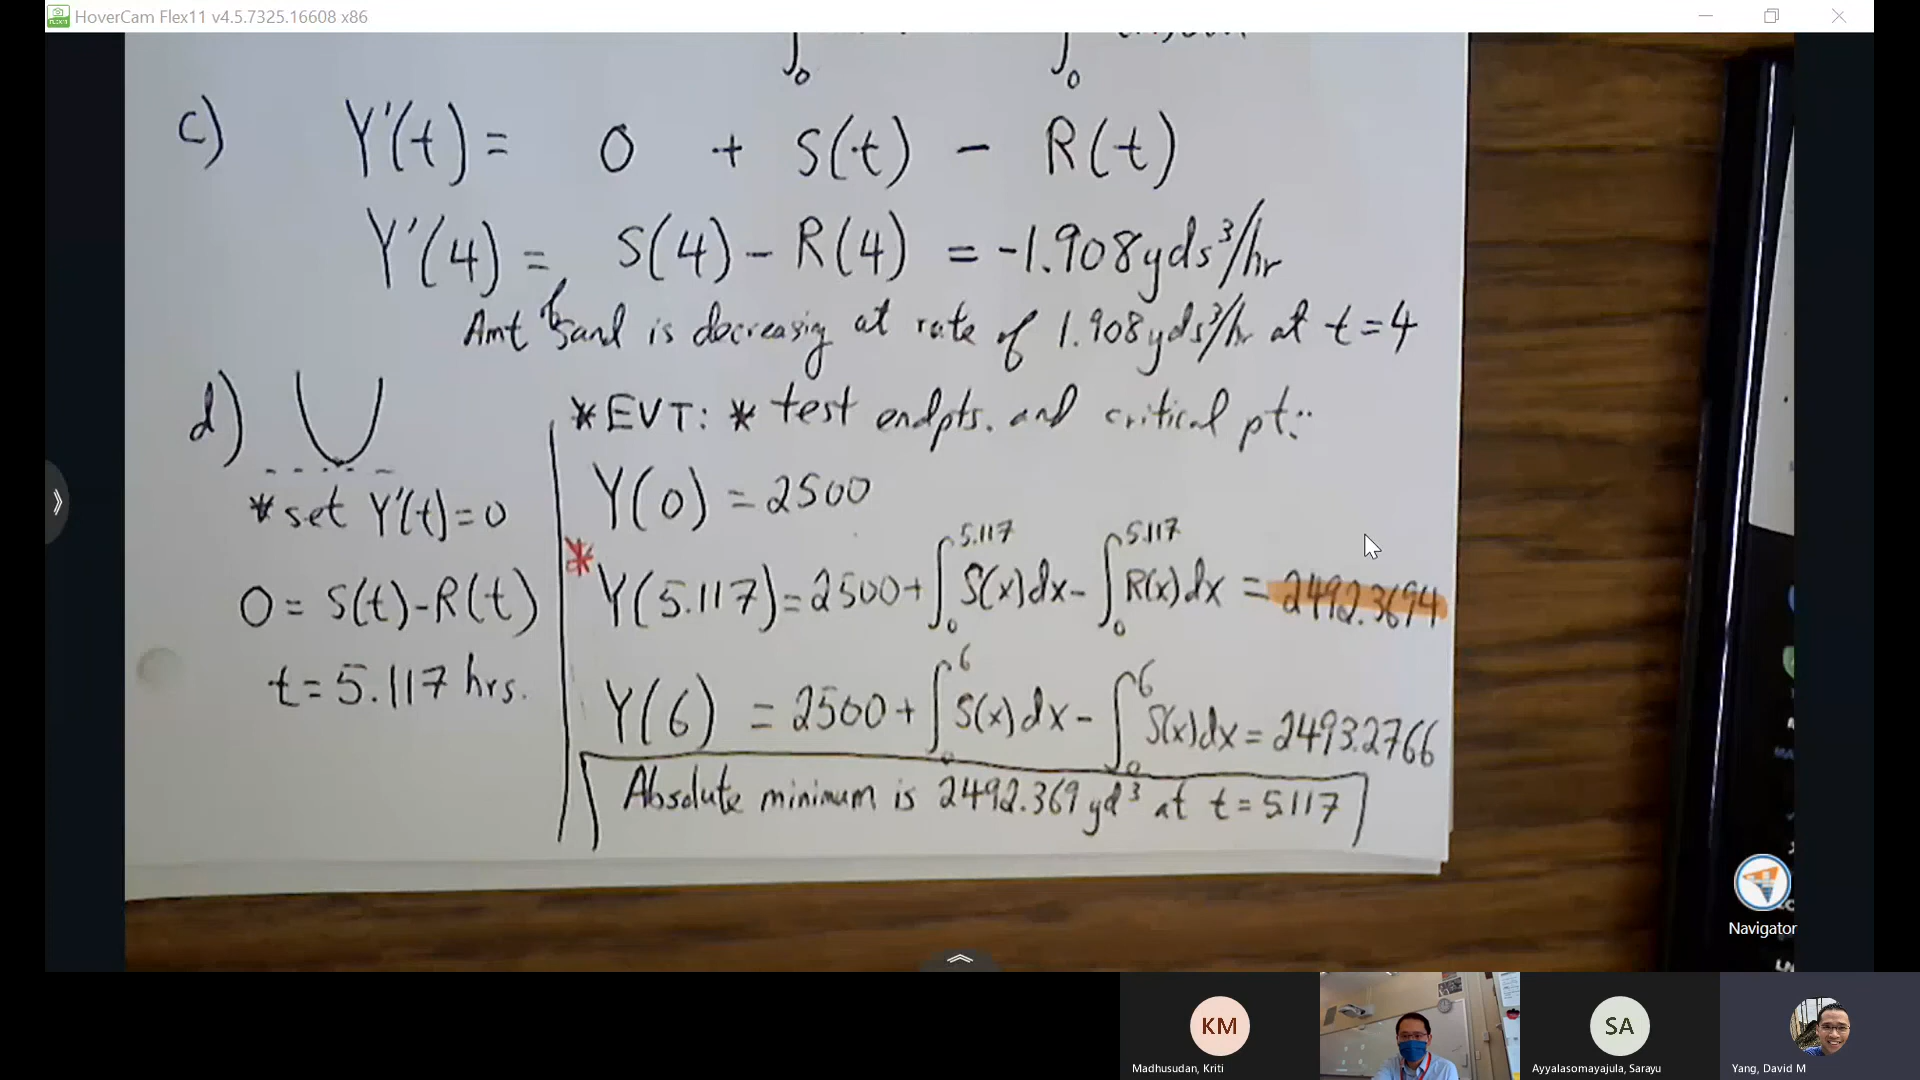 HoverCam Flex11 v4.5.7325.16608 x86
c) Y'(t) = 0 + S(t) - R(t)
Y'(4) = S(4) - R(4) = -1.908 yds³/hr
Amt of sand is decreasing at rate of 1.908 yds³/hr at t=4
d)
*set Y'(t)=0
0 = S(t)-R(t)
t = 5.117 hrs.
*EVT: * test endpts. and critical pt:
Y(0) = 2500
* Y(5.117) = 2500 + ∫₀^5.117 S(x)dx - ∫₀^5.117 R(x)dx = 2492.3694
Y(6) = 2500 + ∫₀^6 S(x)dx - ∫₀^6 S(x)dx = 2493.2766
Absolute minimum is 2492.369 yd³ at t = 5.117
Navigator
KM
Madhusudan, Kriti
SA
Ayyalasomayajula, Sarayu
Yang, David M